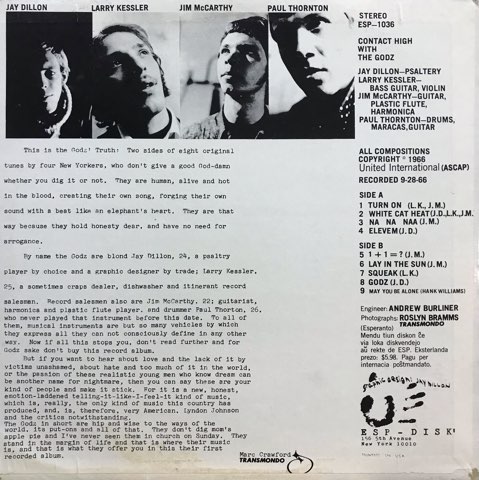 JAY DILLON
LARRY KESSLER
JIM McCARTHY
PAUL THORNTON
This is the Godz' Truth: Two sides of eight original
tunes by four New Yorkers, who don't give a good God-damn
whether you dig it or not. They are human, alive and hot
in the blood, creating their own song, forging their own
sound with a beat like an elephant's heart. They are that
way because they hold honesty dear, and have no need for
arrogance.
By name the Godz are blond Jay Dillon, 24, a psaltry
player by choice and a graphic designer by trade; Larry Kessler,
25, a sometimes craps dealer, dishwasher and itinerant record
salesman. Record salesmen also are Jim McCarthy, 22; guitarist,
harmonica and plastic flute player, and drummer Paul Thorton, 26,
who never played that instrument before this date. To all of
them, musical instruments are but so many vehicles by which
they express all they can not consciously define in any other
way. Now if all this stops you, don't read further and for
Godz sake don't buy this record album.
But if you want to hear about love and the lack of it by
victims unashamed, about hate and too much of it in the world,
or the passion of these realistic young men who know dream can
be another name for nightmare, then you can say these are your
kind of people and make it stick. For it is a new, honest,
emotion-laddened telling-it-like-I-feel-it kind of music,
which is, really, the only kind of music this country has
produced, and, is, therefore, very American, Lyndon Johnson
and the critics notwithstanding.
The Godz in short are hip and wise to the ways of the
world, its put-ons and all of that. They don't dig mom's
apple pie and I've never seen them in church on Sunday. They
stand in the margin of life and that is where their music
is, and that is what they offer you in this their first
recorded album.
Marc Crawford
TRANSMONDO
STEREO
ESP-1036
CONTACT HIGH
WITH
THE GODZ
JAY DILLON—PSALTERY
LARRY KESSLER—
BASS GUITAR, VIOLIN
JIM McCARTHY—GUITAR,
PLASTIC FLUTE,
HARMONICA
PAUL THORNTON—DRUMS,
MARACAS, GUITAR
ALL COMPOSITIONS
COPYRIGHT © 1966
United International (ASCAP)
RECORDED 9-28-66
SIDE A
1 TURN ON (L.K., J.M.)
2 WHITE CAT HEAT (J.D., L.K., J.M.
3 NA NA NAA (J.M.)
4 ELEVEM (J.D.)
SIDE B
5 1 + 1 = ? (J.M.)
6 LAY IN THE SUN (J.M.)
7 SQUEAK (L.K.)
8 GODZ (J.D.)
9 MAY YOU BE ALONE (HANK WILLIAMS)
Engineer: ANDREW BURLINER
Photographs: ROSLYN BRAMMS
TRANSMONDO
(Esperanto)
Mendu tiun diskon ĉe
via loka diskvendejo
aŭ rekte de ESP. Eksterlanda
prezo: $5.98. Pagu per
internacia poŝtmandato.
JAY DILLON
ESP-DISK'
156 5th Avenue
New York 10010